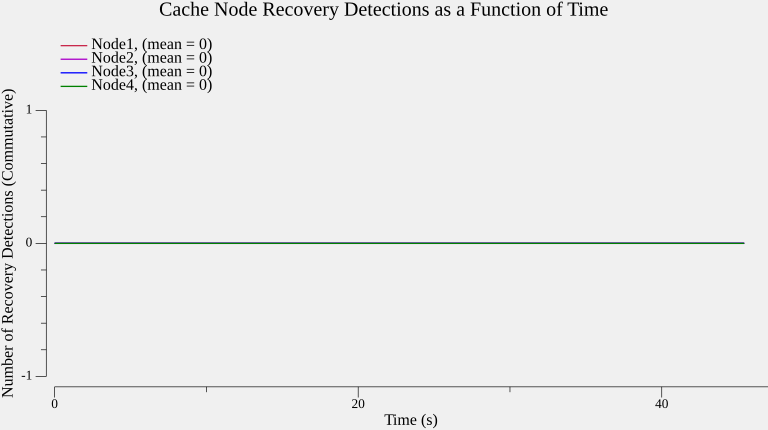 Cache Node Recovery Detections as a Function of Time
Node1, (mean = 0)
Node2, (mean = 0)
Node3, (mean = 0)
Node4, (mean = 0)
Number of Recovery Detections (Commutative)
1
0
-1
0
20
40
Time (s)